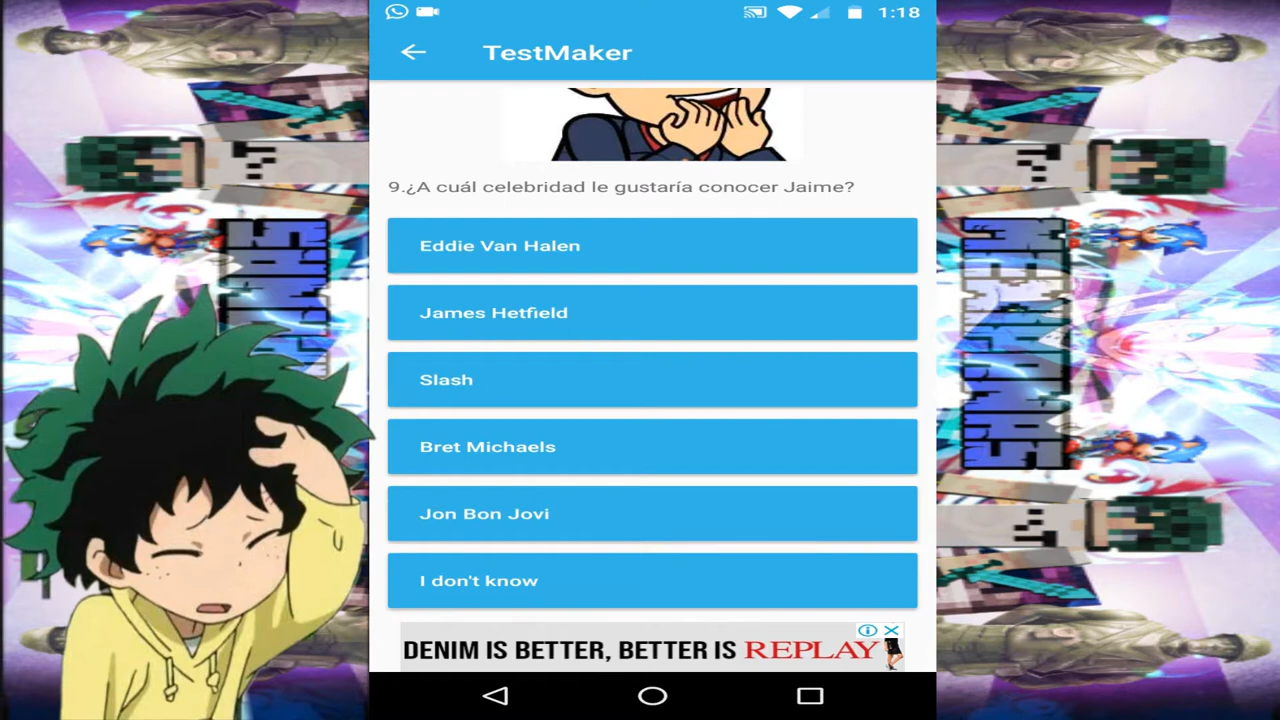 1:18
TestMaker
9.¿A cuál celebridad le gustaría conocer Jaime?
Eddie Van Halen
James Hetfield
Slash
Bret Michaels
Jon Bon Jovi
I don't know
DENIM IS BETTER, BETTER IS REPLAY